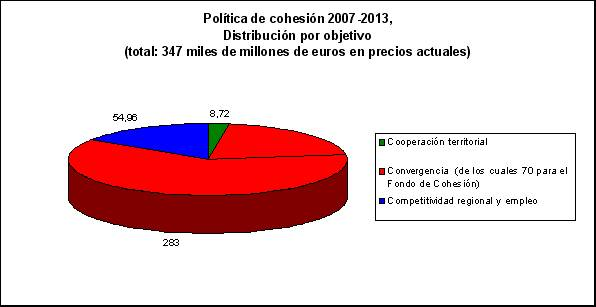 Política de cohesión 2007-2013,
Distribución por objetivo
(total: 347 miles de millones de euros en precios actuales)
8,72
54,96
283
Cooperación territorial
Convergencia (de los cuales 70 para el
Fondo de Cohesión)
Competitividad regional y empleo